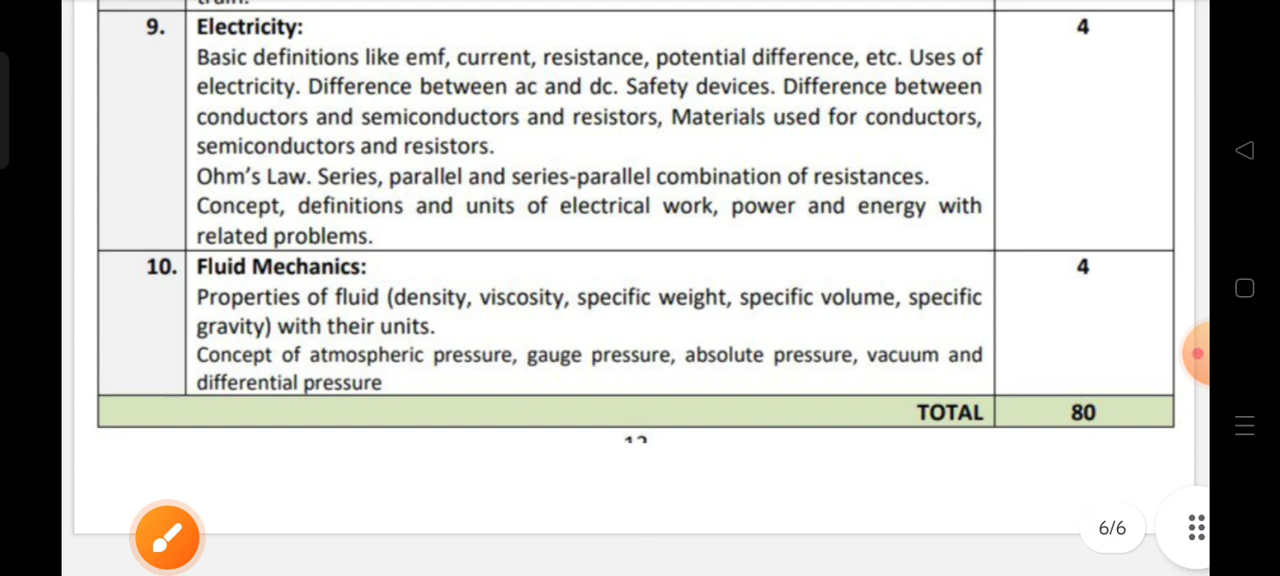 9. Electricity: 4
Basic definitions like emf, current, resistance, potential difference, etc. Uses of
electricity. Difference between ac and dc. Safety devices. Difference between
conductors and semiconductors and resistors, Materials used for conductors,
semiconductors and resistors.
Ohm's Law. Series, parallel and series-parallel combination of resistances.
Concept, definitions and units of electrical work, power and energy with
related problems.
10. Fluid Mechanics: 4
Properties of fluid (density, viscosity, specific weight, specific volume, specific
gravity) with their units.
Concept of atmospheric pressure, gauge pressure, absolute pressure, vacuum and
differential pressure
TOTAL 80
6/6